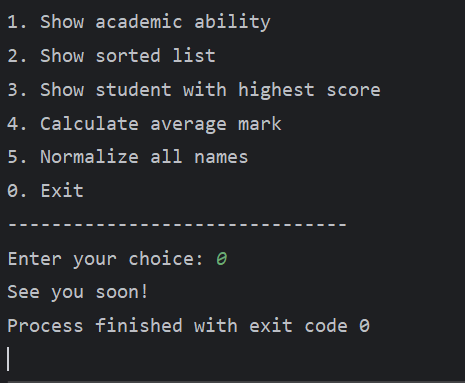 1. Show academic ability
2. Show sorted list
3. Show student with highest score
4. Calculate average mark
5. Normalize all names
0. Exit
-------------------------------
Enter your choice: 0
See you soon!
Process finished with exit code 0